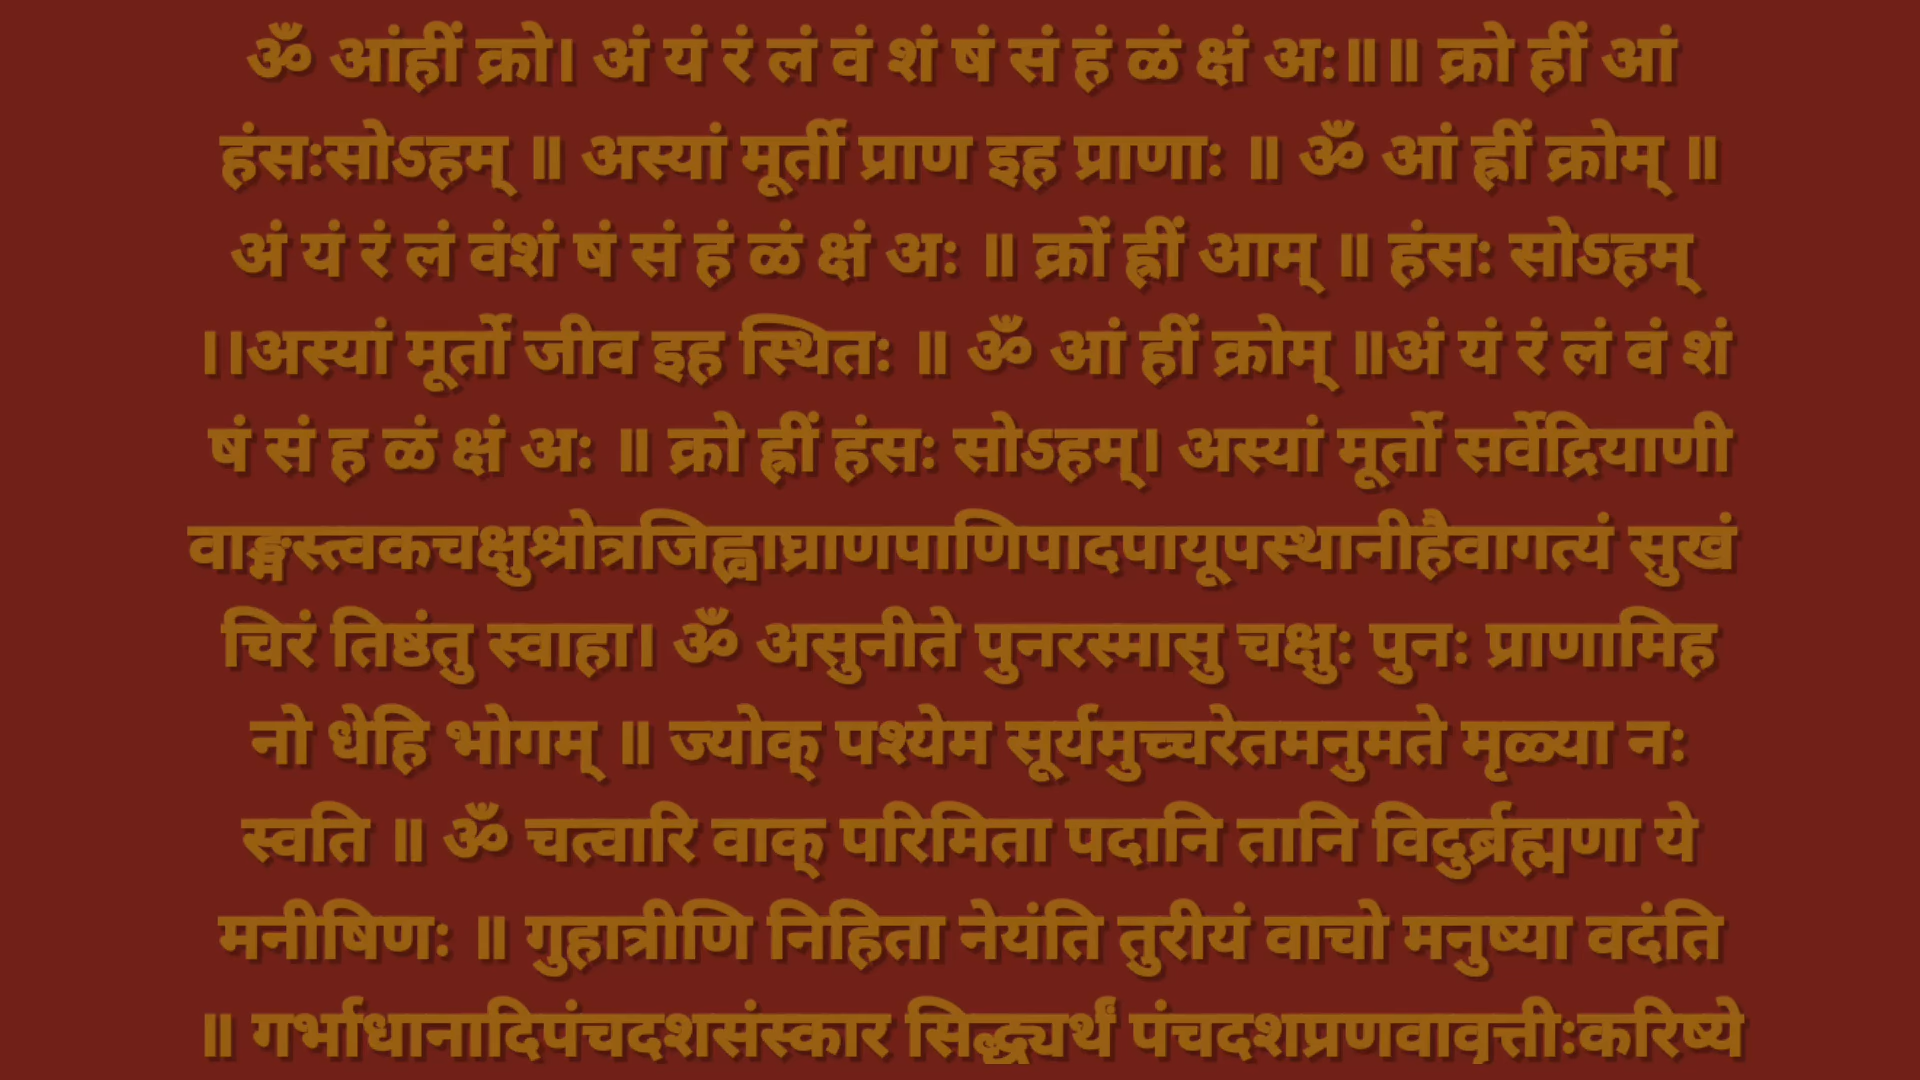 ॐ आंहीं क्रो। अं यं रं लं वं शं षं सं हं ळं क्षं अः॥॥ क्रो हीं आं
हंसःसोऽहम् ॥ अस्यां मूर्ती प्राण इह प्राणाः ॥ ॐ आं ह्रीं क्रोम् ॥
अं यं रं लं वंशं षं सं हं ळं क्षं अः ॥ क्रों ह्रीं आम् ॥ हंसः सोऽहम्
।।अस्यां मूर्तो जीव इह स्थितः ॥ ॐ आं हीं क्रोम् ॥अं यं रं लं वं शं
षं सं ह ळं क्षं अः ॥ क्रो ह्रीं हंसः सोऽहम्। अस्यां मूर्तो सर्वेद्रियाणी
वाङ्मस्त्वकचक्षुश्रोत्रजिह्वाघ्राणपाणिपादपायूपस्थानीहैवागत्यं सुखं
चिरं तिष्ठंतु स्वाहा। ॐ असुनीते पुनरस्मासु चक्षुः पुनः प्राणामिह
नो धेहि भोगम् ॥ ज्योक् पश्येम सूर्यमुच्चरेतमनुमते मृळ्या नः
स्वति ॥ ॐ चत्वारि वाक् परिमिता पदानि तानि विदुर्ब्रह्मणा ये
मनीषिणः ॥ गुहात्रीणि निहिता नेयंति तुरीयं वाचो मनुष्या वदंति
॥ गर्भाधानादिपंचदशसंस्कार सिद्ध्यर्थं पंचदशप्रणवावृत्तीःकरिष्ये